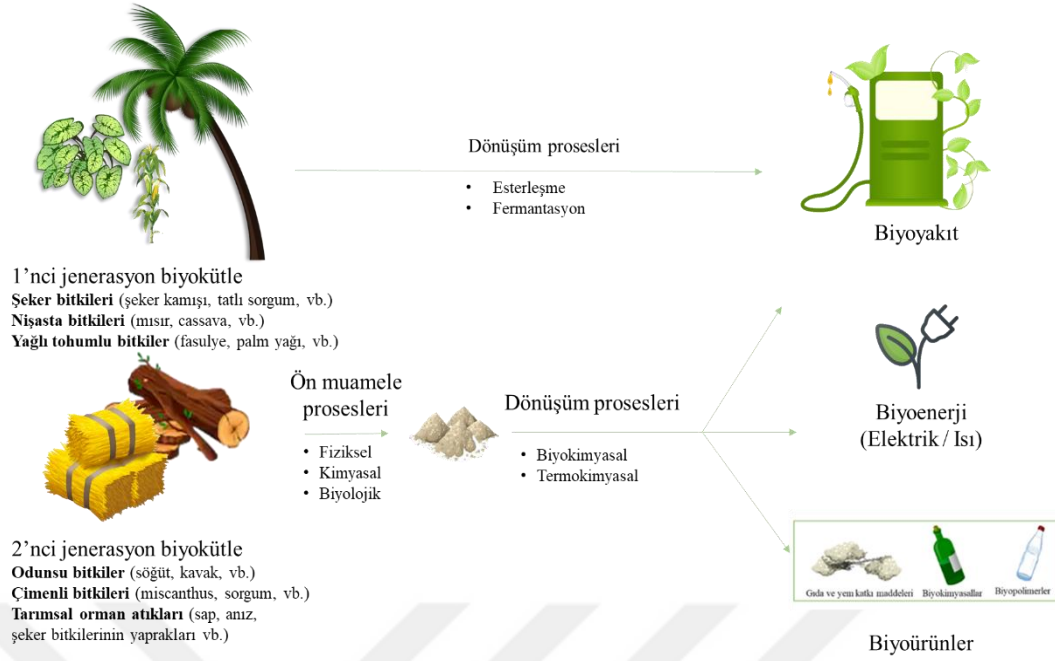 Dönüşüm prosesleri
• Esterleşme
• Fermantasyon
Biyoyakıt
1'nci jenerasyon biyokütle
Şeker bitkileri (şeker kamışı, tatlı sorgum, vb.)
Nişasta bitkileri (mısır, cassava, vb.)
Yağlı tohumlu bitkiler (fasulye, palm yağı, vb.)
Ön muamele
prosesleri
• Fiziksel
• Kimyasal
• Biyolojik
Dönüşüm prosesleri
• Biyokimyasal
• Termokimyasal
Biyoenerji
(Elektrik / Isı)
2'nci jenerasyon biyokütle
Odunsu bitkiler (söğüt, kavak, vb.)
Çimenli bitkileri (miscanthus, sorgum, vb.)
Tarımsal orman atıkları (sap, anız,
şeker bitkilerinin yaprakları vb.)
Gıda ve yem katkı maddeleri
Biyokimyasallar
Biyopolimerler
Biyoürünler